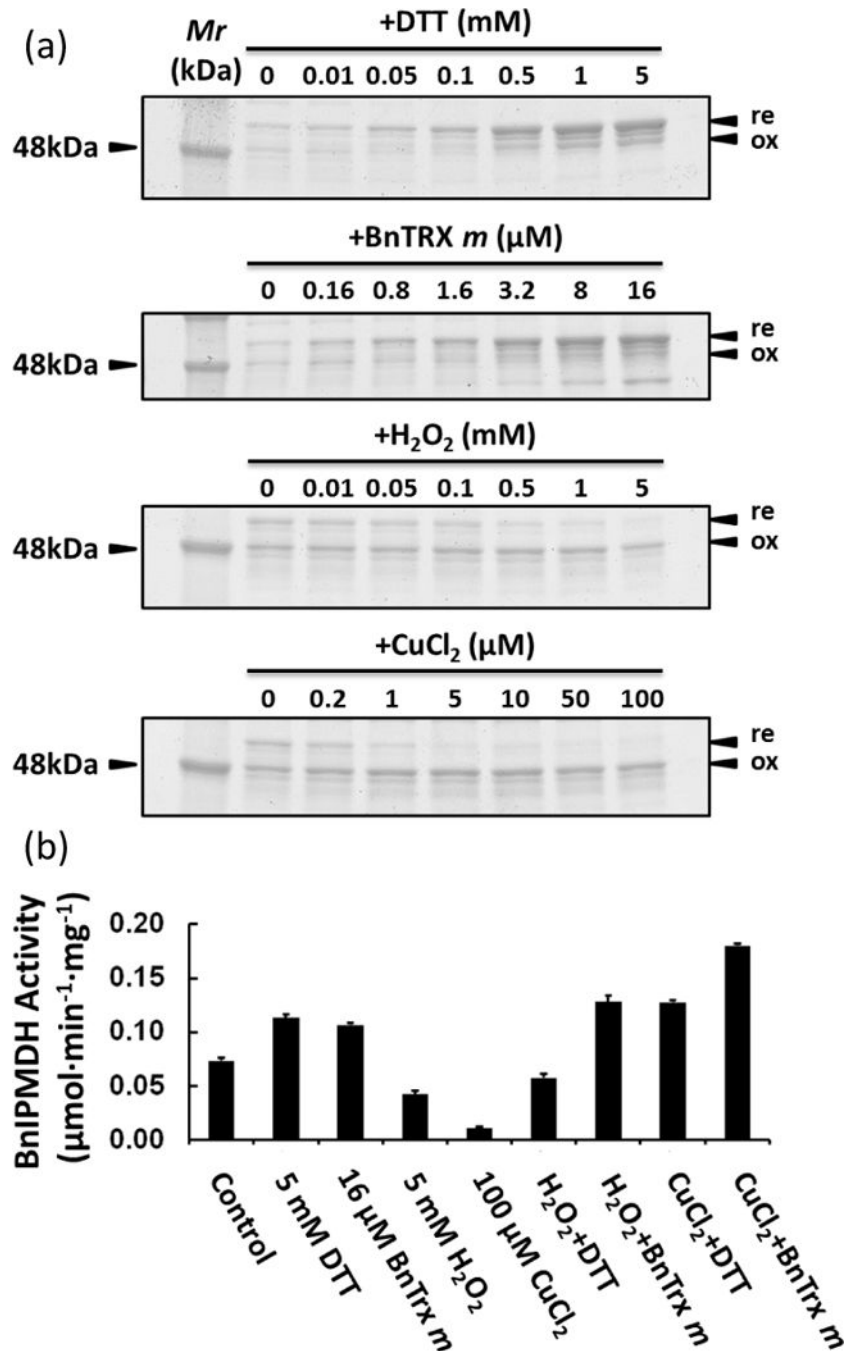 (a)
Mr
(kDa)
+DTT (mM)
0 0.01 0.05 0.1 0.5 1 5
48kDa
re
ox
+BnTRX m (μM)
0 0.16 0.8 1.6 3.2 8 16
48kDa
re
ox
+H₂O₂ (mM)
0 0.01 0.05 0.1 0.5 1 5
48kDa
re
ox
+CuCl₂ (μM)
0 0.2 1 5 10 50 100
48kDa
re
ox
(b)
BnIPMDH Activity
(μmol·min⁻¹·mg⁻¹)
0.20
0.15
0.10
0.05
0.00
Control
5 mM DTT
16 μM BnTrx m
5 mM H₂O₂
100 μM CuCl₂
H₂O₂+DTT
H₂O₂+BnTrx m
CuCl₂+DTT
CuCl₂+BnTrx m